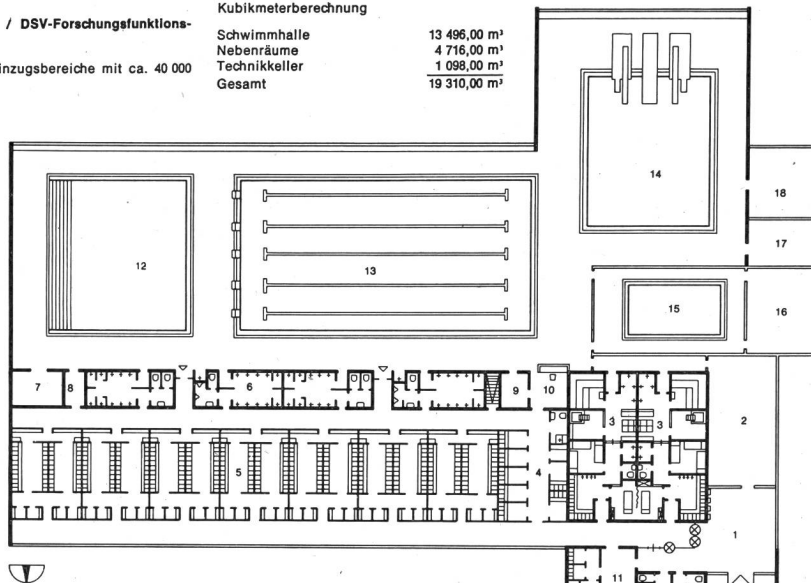 / DSV-Forschungsfunktions-
inzugsbereiche mit ca. 40 000
Kubikmeterberechnung
Schwimmhalle 13 496,00 m³
Nebenräume 4 716,00 m³
Technikkeller 1 098,00 m³
Gesamt 19 310,00 m³
14
18
17
12
13
15
16
7
8
6
9
10
3
3
2
5
4
1
11